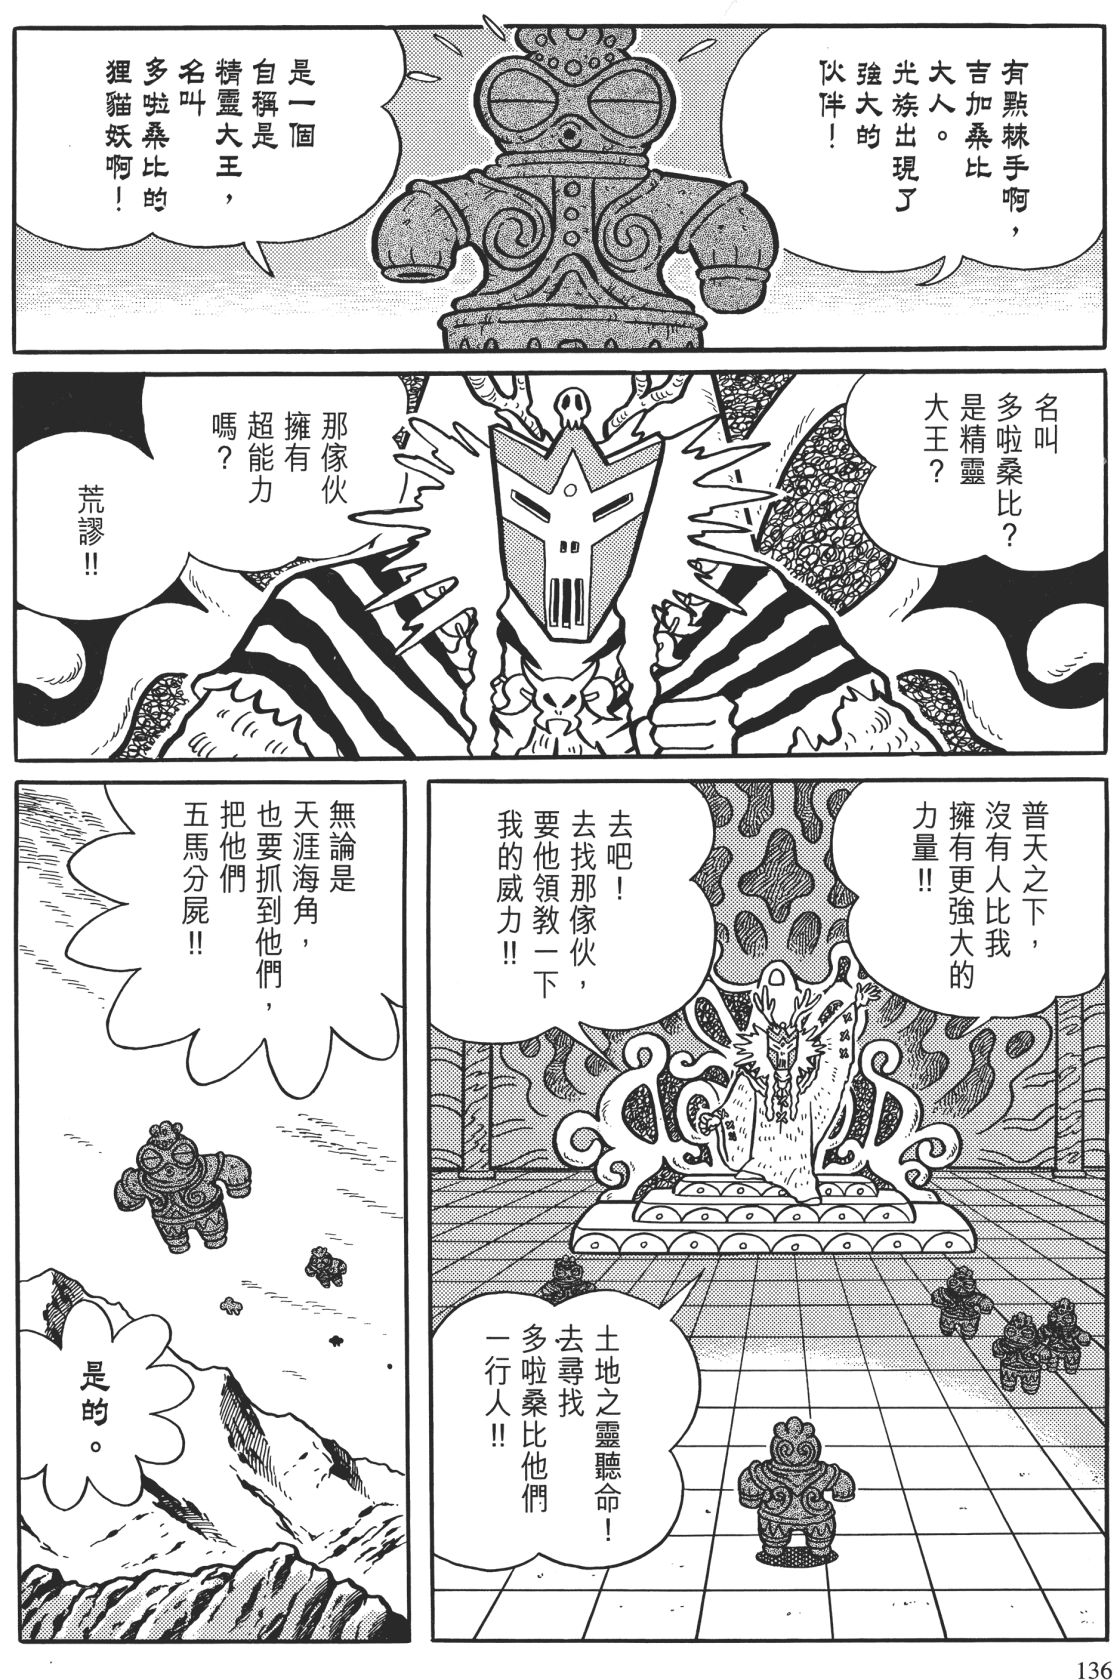 有點棘手啊，
吉加桑比
大人。
光族出現了
強大的
伙伴！
是一個
自稱是
精靈大王，
名叫
多啦桑比的
狸貓妖啊！
名叫
多啦桑比？
是精靈
大王？
那傢伙
擁有
超能力
嗎？
荒謬!!
普天之下，
沒有人比我
擁有更強大的
力量!!
去吧！
去找那傢伙，
要他領教一下
我的威力!!
土地之靈聽命！
去尋找
多啦桑比他們
一行人!!
無論是
天涯海角，
也要抓到他們，
把他們
五馬分屍!!
是的。
136